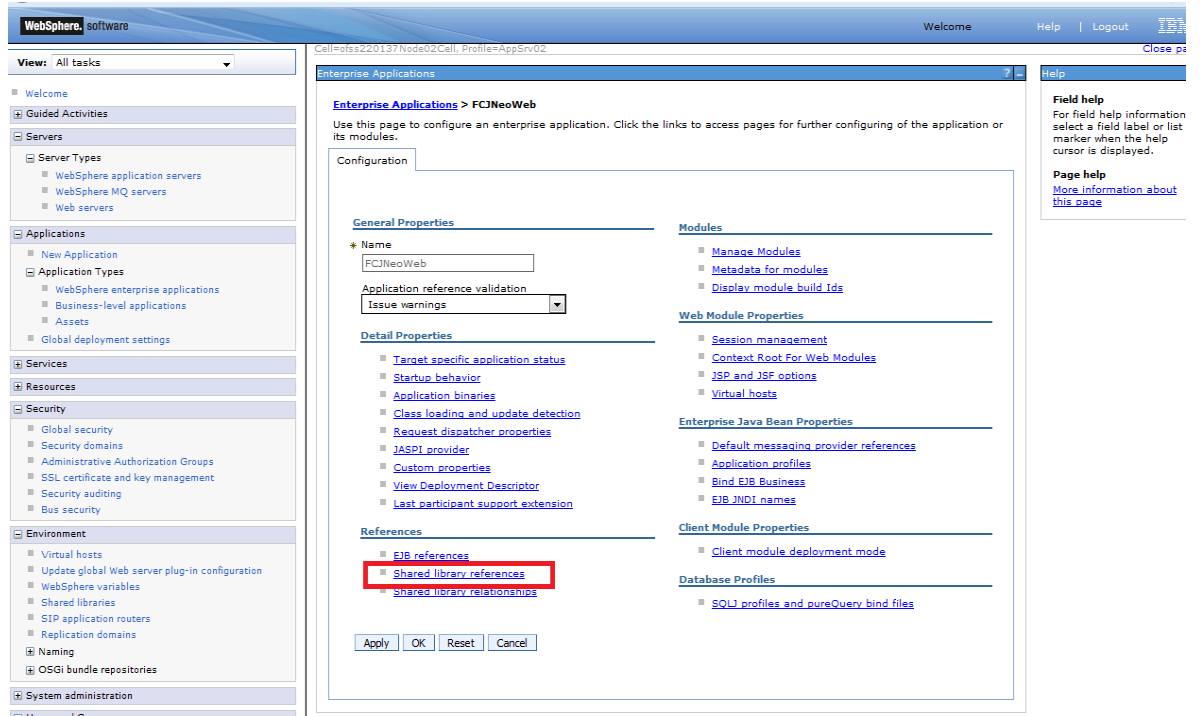 WebSphere. software
Welcome
Help | Logout
IBM
Cell=ofss220137Node02Cell, Profile=AppSrv02
Close pa
View: All tasks
Welcome
Guided Activities
Servers
Server Types
WebSphere application servers
WebSphere MQ servers
Web servers
Applications
New Application
Application Types
WebSphere enterprise applications
Business-level applications
Assets
Global deployment settings
Services
Resources
Security
Global security
Security domains
Administrative Authorization Groups
SSL certificate and key management
Security auditing
Bus security
Environment
Virtual hosts
Update global Web server plug-in configuration
WebSphere variables
Shared libraries
SIP application routers
Replication domains
Naming
OSGi bundle repositories
System administration
Enterprise Applications
? -
Enterprise Applications > FCJNeoWeb
Use this page to configure an enterprise application. Click the links to access pages for further configuring of the application or
its modules.
Configuration
General Properties
* Name
FCJNeoWeb
Application reference validation
Issue warnings
Detail Properties
Target specific application status
Startup behavior
Application binaries
Class loading and update detection
Request dispatcher properties
JASPI provider
Custom properties
View Deployment Descriptor
Last participant support extension
References
EJB references
Shared library references
Shared library relationships
Modules
Manage Modules
Metadata for modules
Display module build Ids
Web Module Properties
Session management
Context Root For Web Modules
JSP and JSF options
Virtual hosts
Enterprise Java Bean Properties
Default messaging provider references
Application profiles
Bind EJB Business
EJB JNDI names
Client Module Properties
Client module deployment mode
Database Profiles
SQLJ profiles and pureQuery bind files
Apply OK Reset Cancel
Help
Field help
For field help information
select a field label or list
marker when the help
cursor is displayed.
Page help
More information about
this page